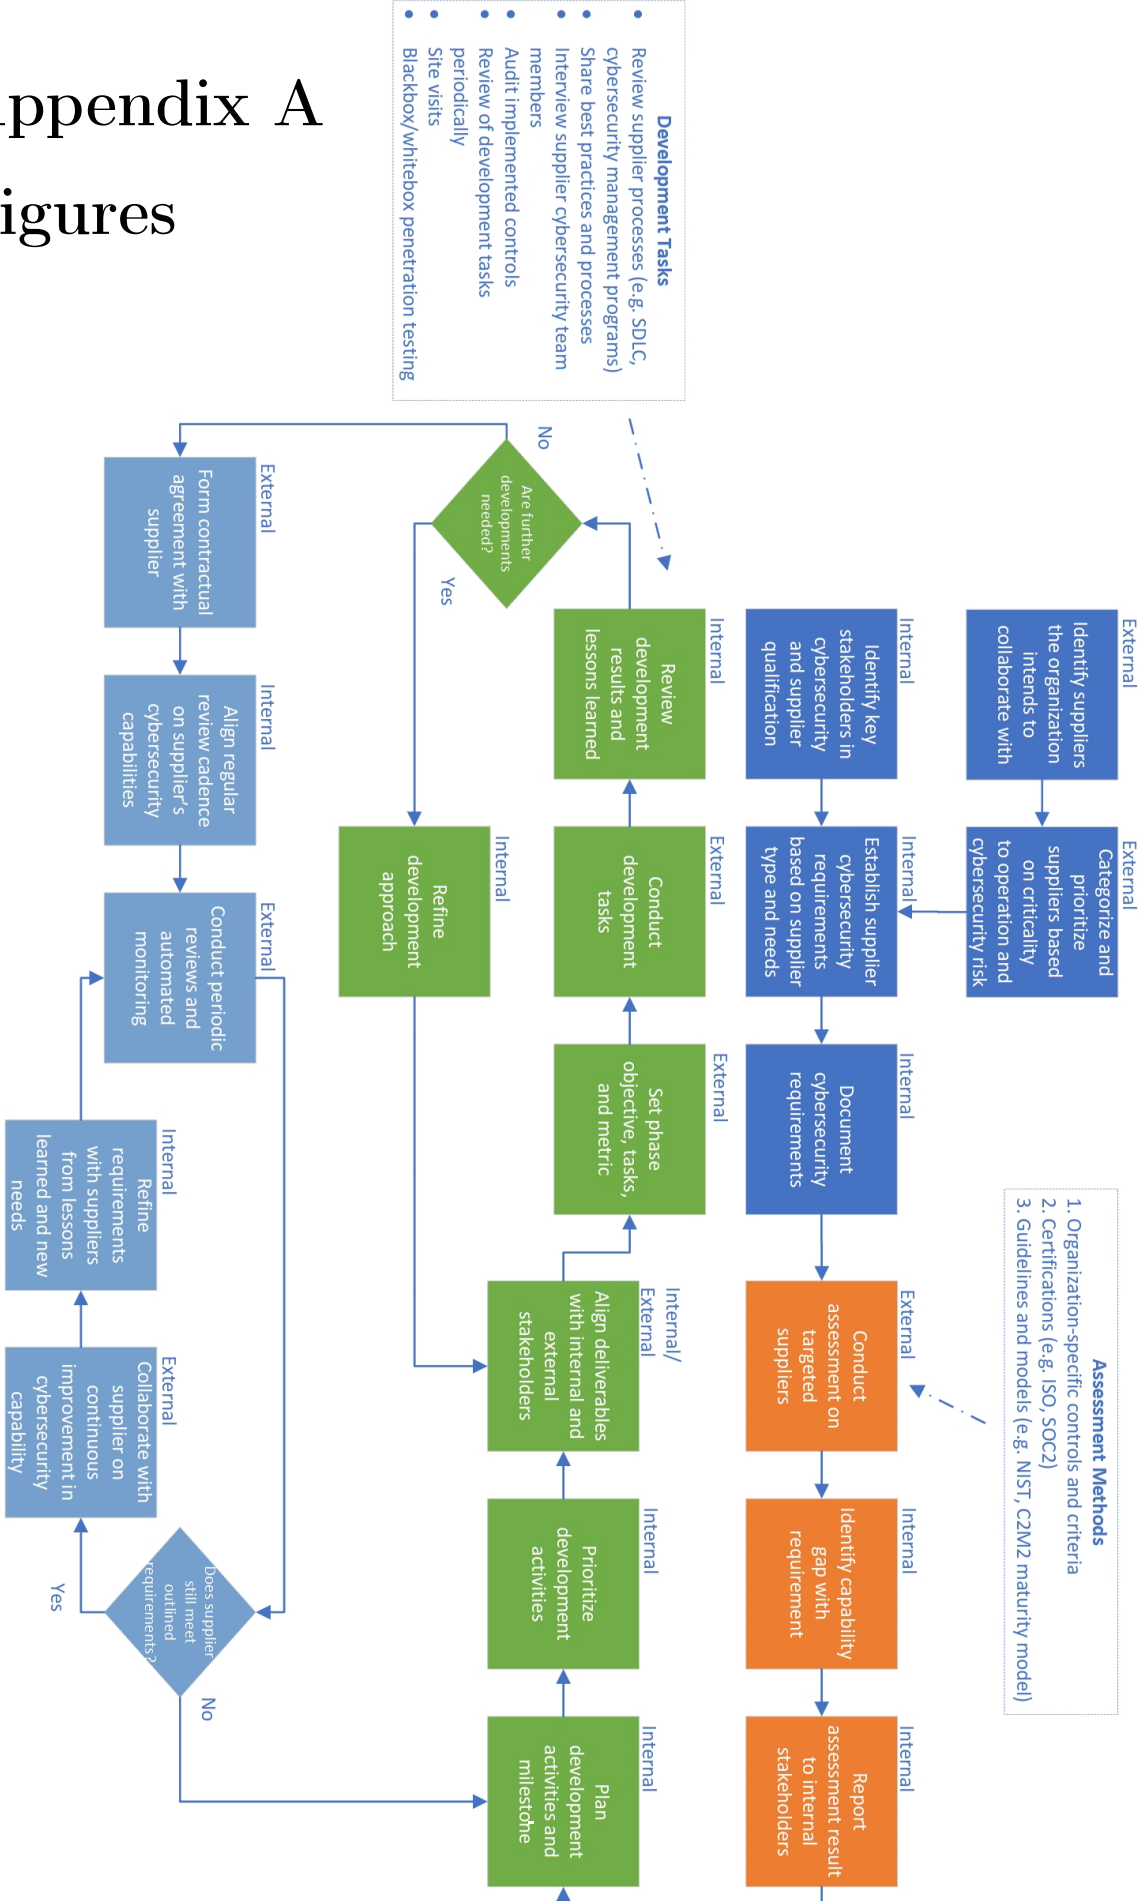 ppendix A
igures
Development Tasks
• Review supplier processes (e.g. SDLC,
cybersecurity management programs)
• Share best practices and processes
• Interview supplier cybersecurity team
members
• Audit implemented controls
• Review of development tasks
periodically
• Site visits
• Blackbox/whitebox penetration testing
Assessment Methods
1. Organization-specific controls and criteria
2. Certifications (e.g. ISO, SOC2)
3. Guidelines and models (e.g. NIST, C2M2 maturity model)
External
Identify suppliers
the organization
intends to
collaborate with
External
Categorize and
prioritize
suppliers based
on criticality
to operation and
cybersecurity risk
Internal
Identify key
stakeholders in
cybersecurity
and supplier
qualification
Internal
Establish supplier
cybersecurity
requirements
based on supplier
type and needs
Internal
Document
cybersecurity
requirements
External
Conduct
assessment on
targeted
suppliers
Internal
Identify capability
gap with
requirement
Internal
Report
assessment result
to internal
stakeholders
Internal
Review
development
results and
lessons learned
External
Conduct
development
tasks
External
Set phase
objective, tasks,
and metric
Internal/
External
Align deliverables
with internal and
external
stakeholders
Internal
Prioritize
development
activities
Internal
Plan
development
activities and
milestone
No
Are further
developments
needed?
Yes
Internal
Refine
development
approach
External
Form contractual
agreement with
supplier
Internal
Align regular
review cadence
on supplier's
cybersecurity
capabilities
External
Conduct periodic
reviews and
automated
monitoring
Internal
Refine
requirements
with suppliers
from lessons
learned and new
needs
External
Collaborate with
supplier on
continuous
improvement in
cybersecurity
capability
Does supplier
still meet
outlined
requirements?
Yes
No